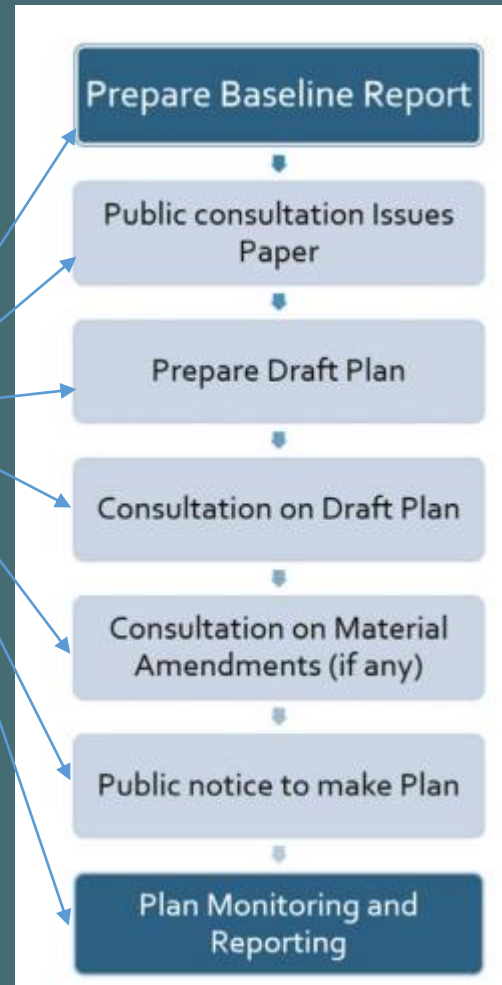 Prepare Baseline Report
Public consultation Issues
Paper
Prepare Draft Plan
Consultation on Draft Plan
Consultation on Material
Amendments (if any)
Public notice to make Plan
Plan Monitoring and
Reporting